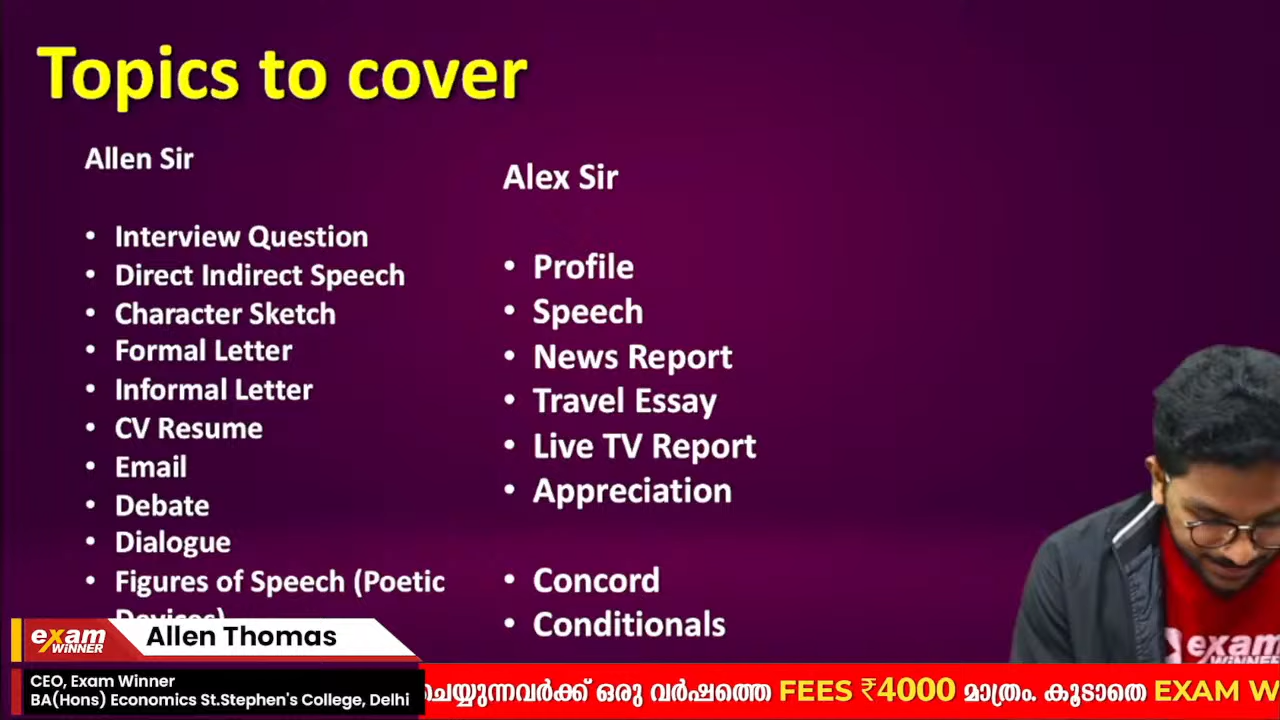 Topics to cover
Allen Sir
• Interview Question
• Direct Indirect Speech
• Character Sketch
• Formal Letter
• Informal Letter
• CV Resume
• Email
• Debate
• Dialogue
• Figures of Speech (Poetic
Devices)
Alex Sir
• Profile
• Speech
• News Report
• Travel Essay
• Live TV Report
• Appreciation
• Concord
• Conditionals
exam
WINNER
Allen Thomas
CEO, Exam Winner
BA(Hons) Economics St.Stephen's College, Delhi
ചെയ്യുന്നവർക്ക് ഒരു വർഷത്തെ FEES ₹4000 മാത്രം. കൂടാതെ EXAM W
exam
WINNER